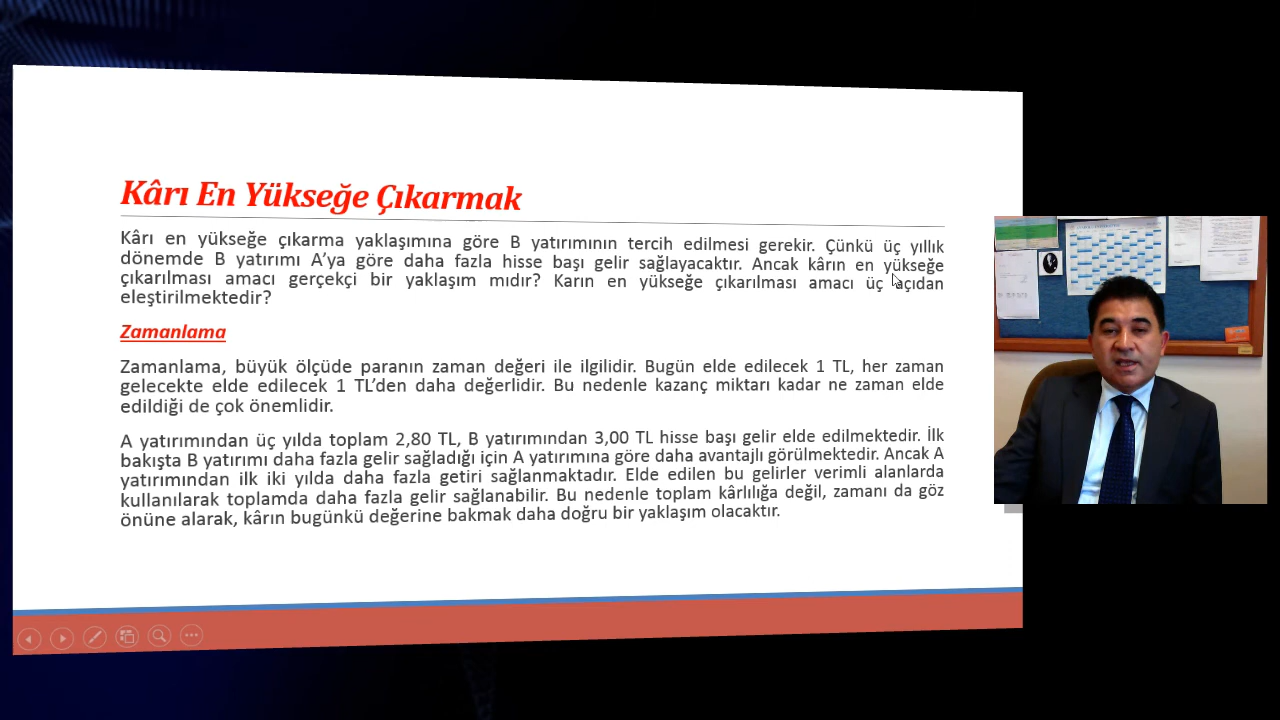 Kârı En Yükseğe Çıkarmak
Kârı en yükseğe çıkarma yaklaşımına göre B yatırımının tercih edilmesi gerekir. Çünkü üç yıllık
dönemde B yatırımı A’ya göre daha fazla hisse başı gelir sağlayacaktır. Ancak kârın en yükseğe
çıkarılması amacı gerçekçi bir yaklaşım mıdır? Karın en yükseğe çıkarılması amacı üç açıdan
eleştirilmektedir?
Zamanlama
Zamanlama, büyük ölçüde paranın zaman değeri ile ilgilidir. Bugün elde edilecek 1 TL, her zaman
gelecekte elde edilecek 1 TL’den daha değerlidir. Bu nedenle kazanç miktarı kadar ne zaman elde
edildiği de çok önemlidir.
A yatırımından üç yılda toplam 2,80 TL, B yatırımından 3,00 TL hisse başı gelir elde edilmektedir. İlk
bakışta B yatırımı daha fazla gelir sağladığı için A yatırımına göre daha avantajlı görülmektedir. Ancak A
yatırımından ilk iki yılda daha fazla getiri sağlanmaktadır. Elde edilen bu gelirler verimli alanlarda
kullanılarak toplamda daha fazla gelir sağlanabilir. Bu nedenle toplam kârlılığa değil, zamanı da göz
önüne alarak, kârın bugünkü değerine bakmak daha doğru bir yaklaşım olacaktır.